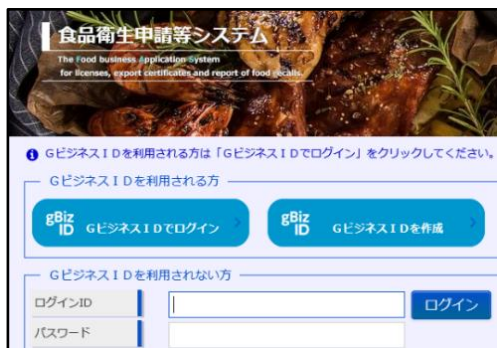 食品衛生申請等システム
The Food business Application System
for licenses, export certificates and report of food recalls.
GビジネスIDを利用される方は「GビジネスIDでログイン」をクリックしてください。
GビジネスIDを利用される方
gBiz ID GビジネスIDでログイン
gBiz ID GビジネスIDを作成
GビジネスIDを利用されない方
ログインID
ログイン
パスワード